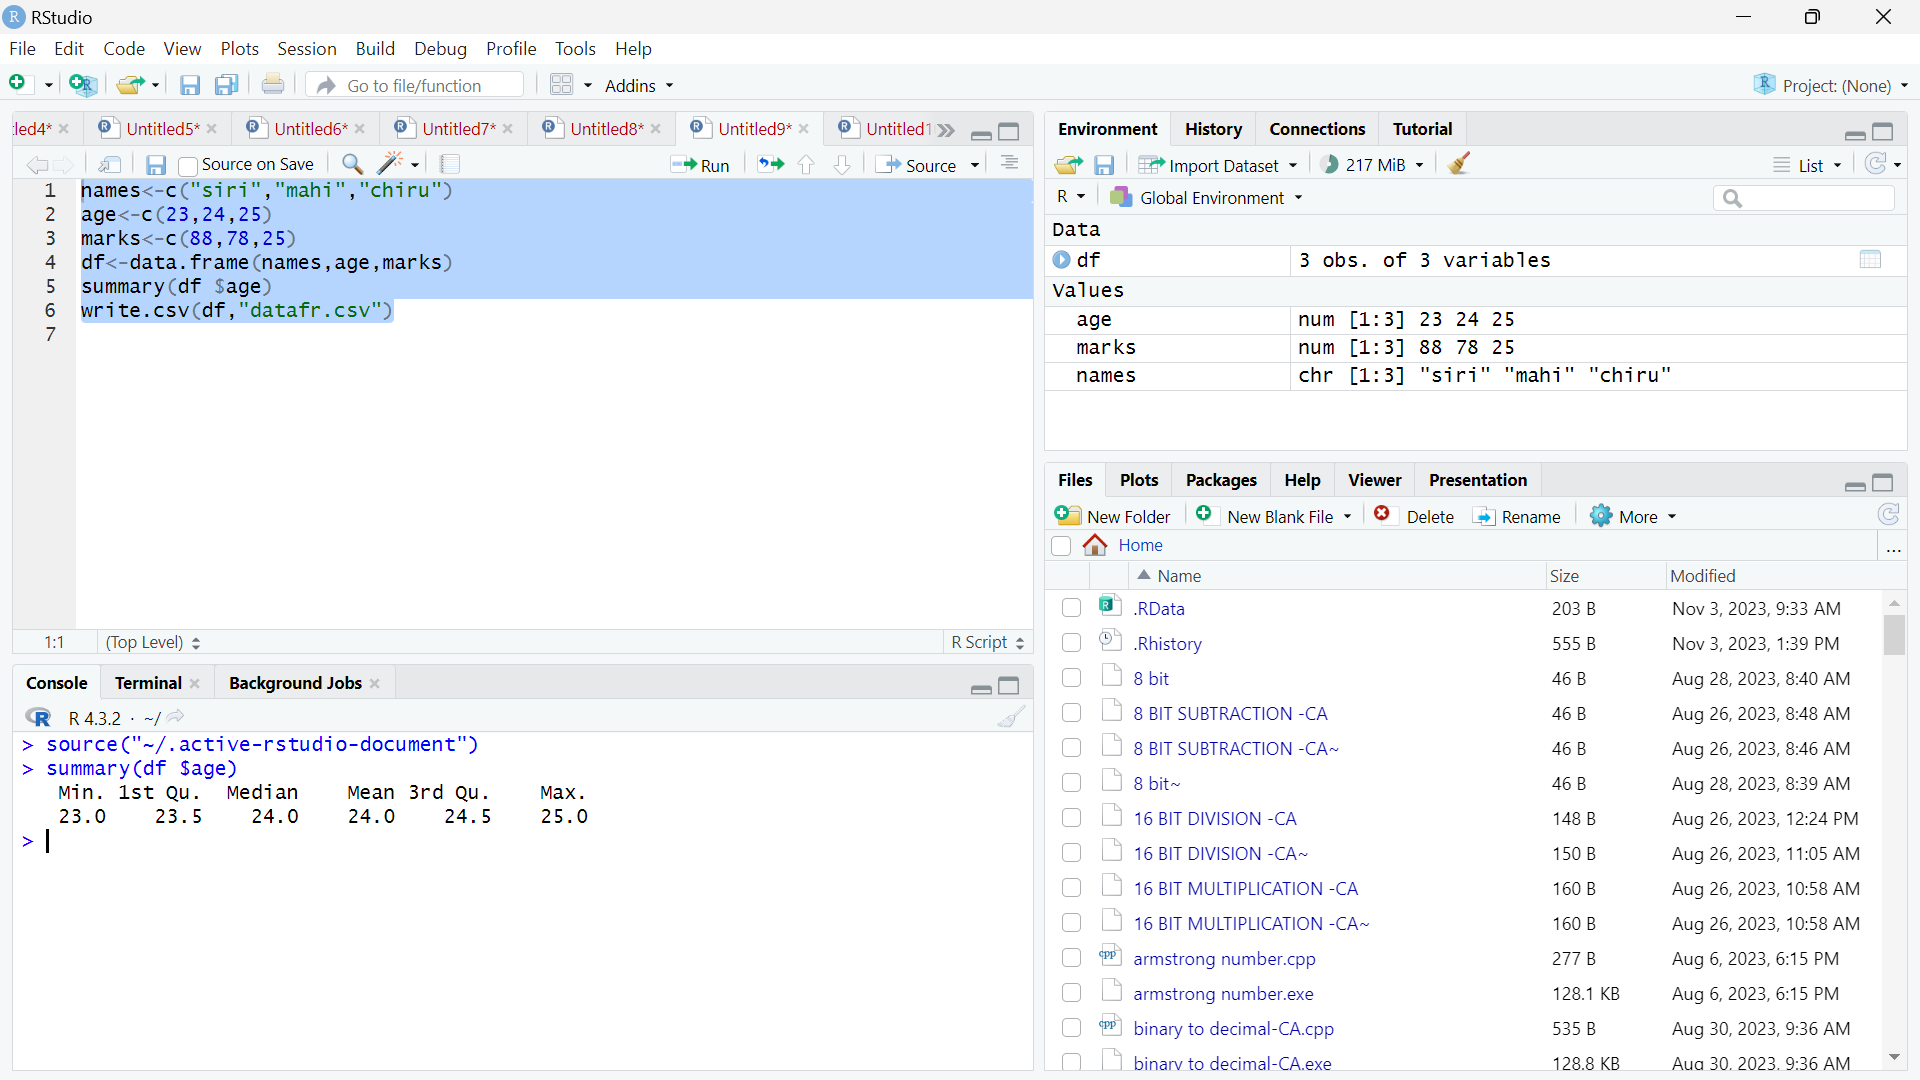 RStudio
File Edit Code View Plots Session Build Debug Profile Tools Help
Go to file/function Addins Project: (None)
led4* Untitled5* Untitled6* Untitled7* Untitled8* Untitled9* Untitled1
Source on Save Run Source
1 names<-c("siri","mahi","chiru")
2 age<-c(23,24,25)
3 marks<-c(88,78,25)
4 df<-data.frame(names,age,marks)
5 summary(df $age)
6 write.csv(df,"datafr.csv")
7
1:1 (Top Level) R Script
Console Terminal Background Jobs
R 4.3.2 · ~/
> source("~/.active-rstudio-document")
> summary(df $age)
Min. 1st Qu. Median Mean 3rd Qu. Max.
23.0 23.5 24.0 24.0 24.5 25.0
>
Environment History Connections Tutorial
Import Dataset 217 MiB List
R Global Environment
Data
df 3 obs. of 3 variables
Values
age num [1:3] 23 24 25
marks num [1:3] 88 78 25
names chr [1:3] "siri" "mahi" "chiru"
Files Plots Packages Help Viewer Presentation
New Folder New Blank File Delete Rename More
Home ...
Name Size Modified
.RData 203 B Nov 3, 2023, 9:33 AM
.Rhistory 555 B Nov 3, 2023, 1:39 PM
8 bit 46 B Aug 28, 2023, 8:40 AM
8 BIT SUBTRACTION -CA 46 B Aug 26, 2023, 8:48 AM
8 BIT SUBTRACTION -CA~ 46 B Aug 26, 2023, 8:46 AM
8 bit~ 46 B Aug 28, 2023, 8:39 AM
16 BIT DIVISION -CA 148 B Aug 26, 2023, 12:24 PM
16 BIT DIVISION -CA~ 150 B Aug 26, 2023, 11:05 AM
16 BIT MULTIPLICATION -CA 160 B Aug 26, 2023, 10:58 AM
16 BIT MULTIPLICATION -CA~ 160 B Aug 26, 2023, 10:58 AM
armstrong number.cpp 277 B Aug 6, 2023, 6:15 PM
armstrong number.exe 128.1 KB Aug 6, 2023, 6:15 PM
binary to decimal-CA.cpp 535 B Aug 30, 2023, 9:36 AM
binary to decimal-CA.exe 128.8 KB Aug 30, 2023, 9:36 AM